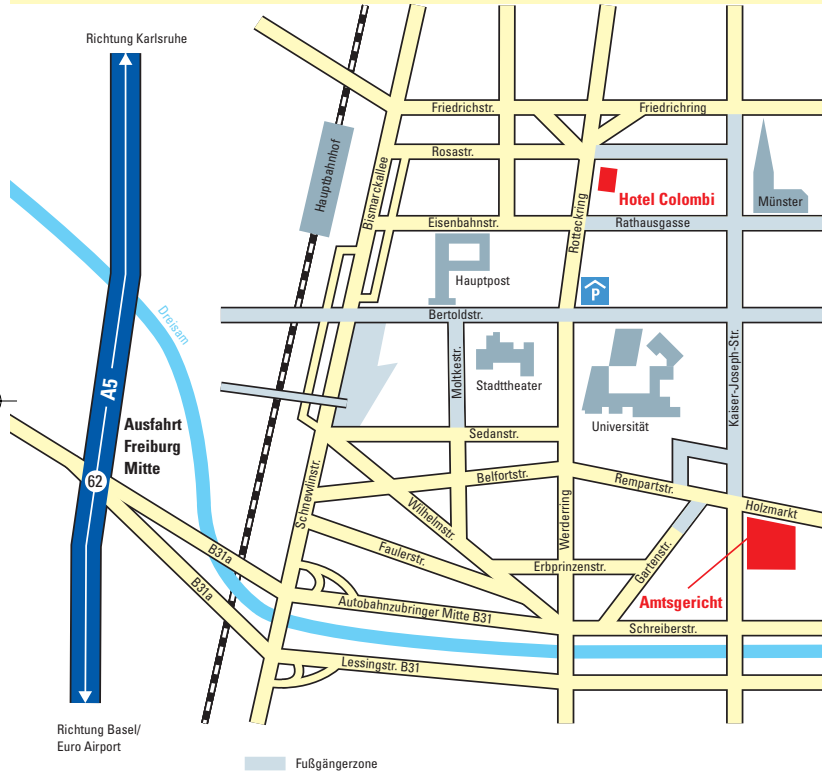 Richtung Karlsruhe
Friedrichstr.
Friedrichring
Rosastr.
Hauptbahnhof
Bismarckallee
Hotel Colombi
Münster
Eisenbahnstr.
Rotteckring
Rathausgasse
Hauptpost
P
Dreisam
Bertoldstr.
Kaiser-Joseph-Str.
Moltkestr.
Stadttheater
Universität
A5
Ausfahrt
Freiburg
Mitte
62
Sedanstr.
Belfortstr.
Rempartstr.
Holzmarkt
Schnewlinstr.
Wilhelmstr.
Werderring
Faulerstr.
Erbprinzenstr.
Gartenstr.
B31a
B31a
Amtsgericht
Autobahnzubringer Mitte B31
Schreiberstr.
Lessingstr. B31
Richtung Basel/
Euro Airport
Fußgängerzone